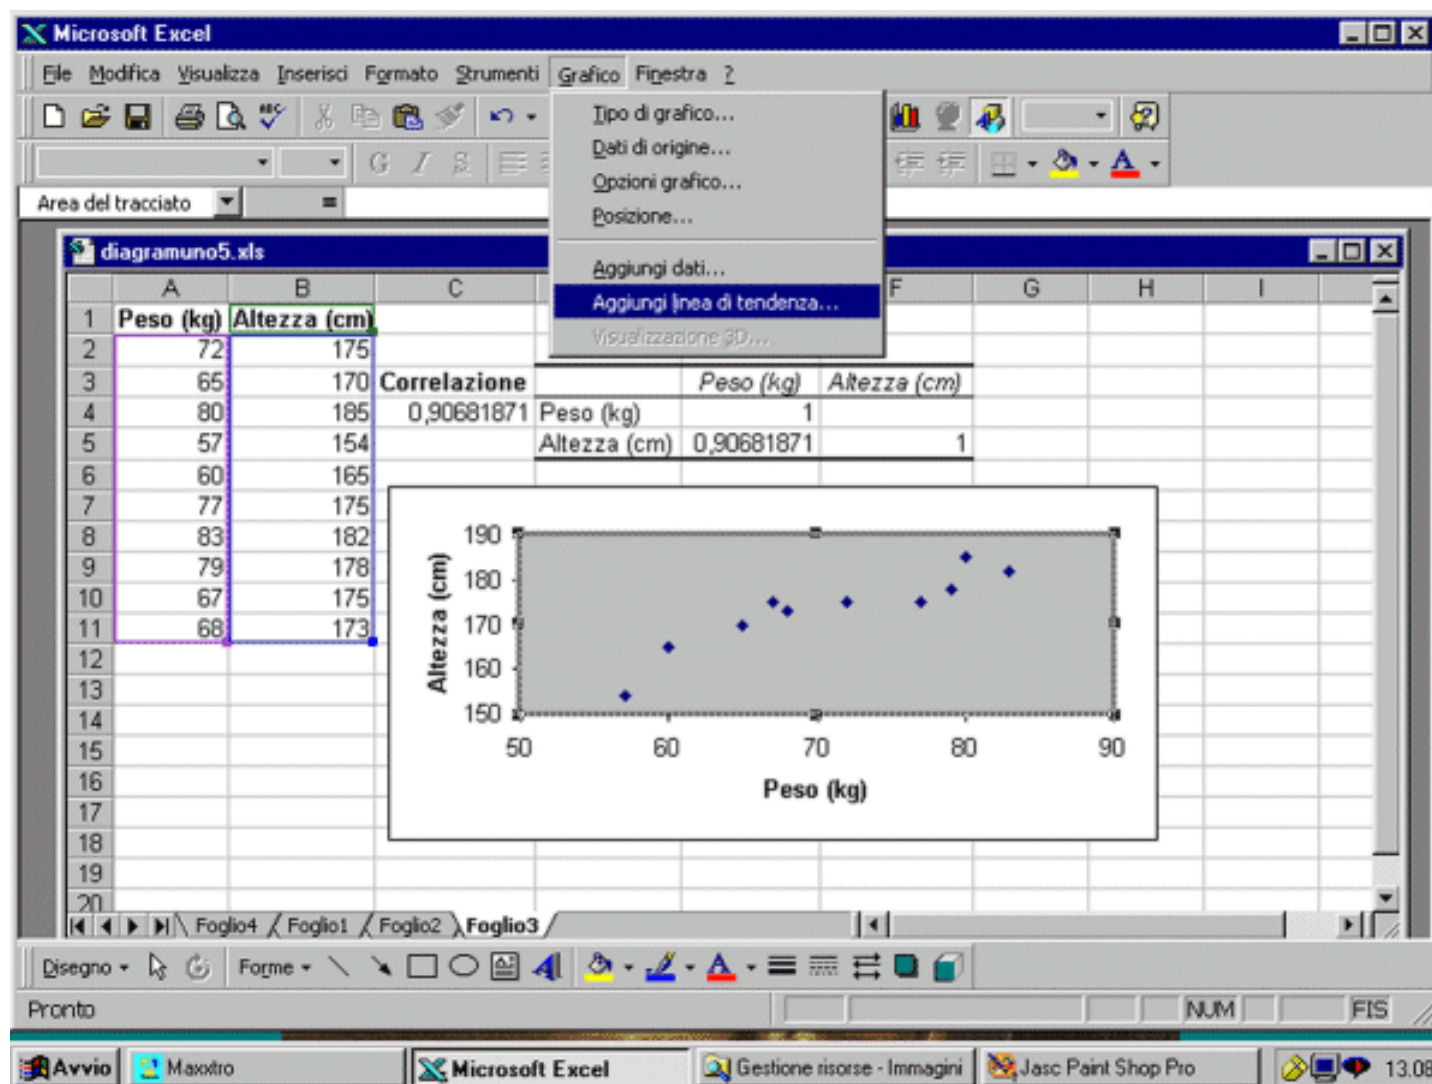 Microsoft Excel
File Modifica Visualizza Inserisci Formato Strumenti Grafico Finestra ?
Tipo di grafico...
Dati di origine...
Opzioni grafico...
Posizione...
Aggiungi dati...
Aggiungi linea di tendenza...
Visualizzazione 3D...
ABC
G I S
A
Area del tracciato =
diagramuno5.xls
A B C F G H I
1 Peso (kg) Altezza (cm)
2 72 175
3 65 170 Correlazione Peso (kg) Altezza (cm)
4 80 185 0,90681871 Peso (kg) 1
5 57 154 Altezza (cm) 0,90681871 1
6 60 165
7 77 175
8 83 182
9 79 178
10 67 175
11 68 173
12
13
14
15
16
17
18
19
20
Altezza (cm)
190
180
170
160
150
50 60 70 80 90
Peso (kg)
Foglio4 Foglio1 Foglio2 Foglio3
Disegno Forme A A
Pronto NUM FIS
Avvio Maxxtro Microsoft Excel Gestione risorse - Immagini Jasc Paint Shop Pro 13.08